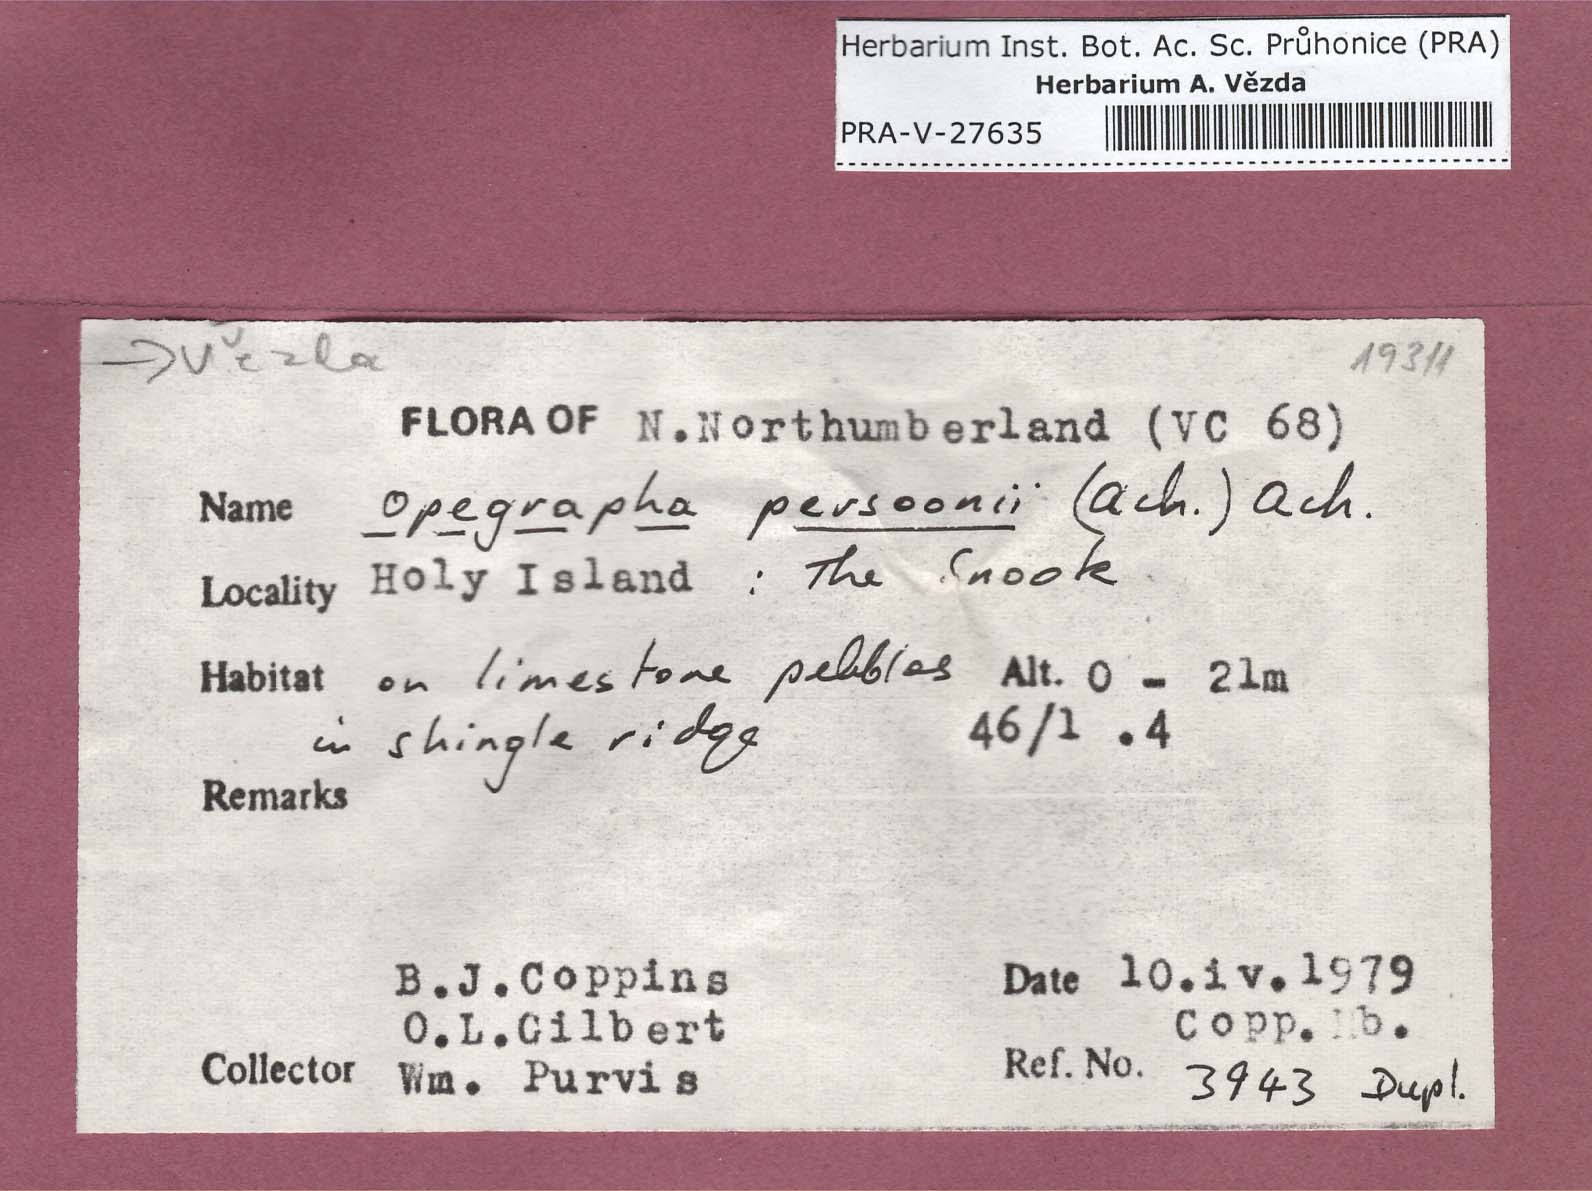 Herbarium Inst. Bot. Ac. Sc. Průhonice (PRA)
Herbarium A. Vězda
PRA-V-27635
→Vězda
19311
FLORA OF N.Northumberland (VC 68)
Name Opegrapha persoonii (Ach.) Ach.
Locality Holy Island : The Snook
Habitat on limestone pebbles Alt. 0 - 21m
in shingle ridge 46/1 .4
Remarks
B.J.Coppins Date 10.iv.1979
O.L.Gilbert Copp. Hb.
Collector Wm. Purvis Ref. No. 3943 Dupl.